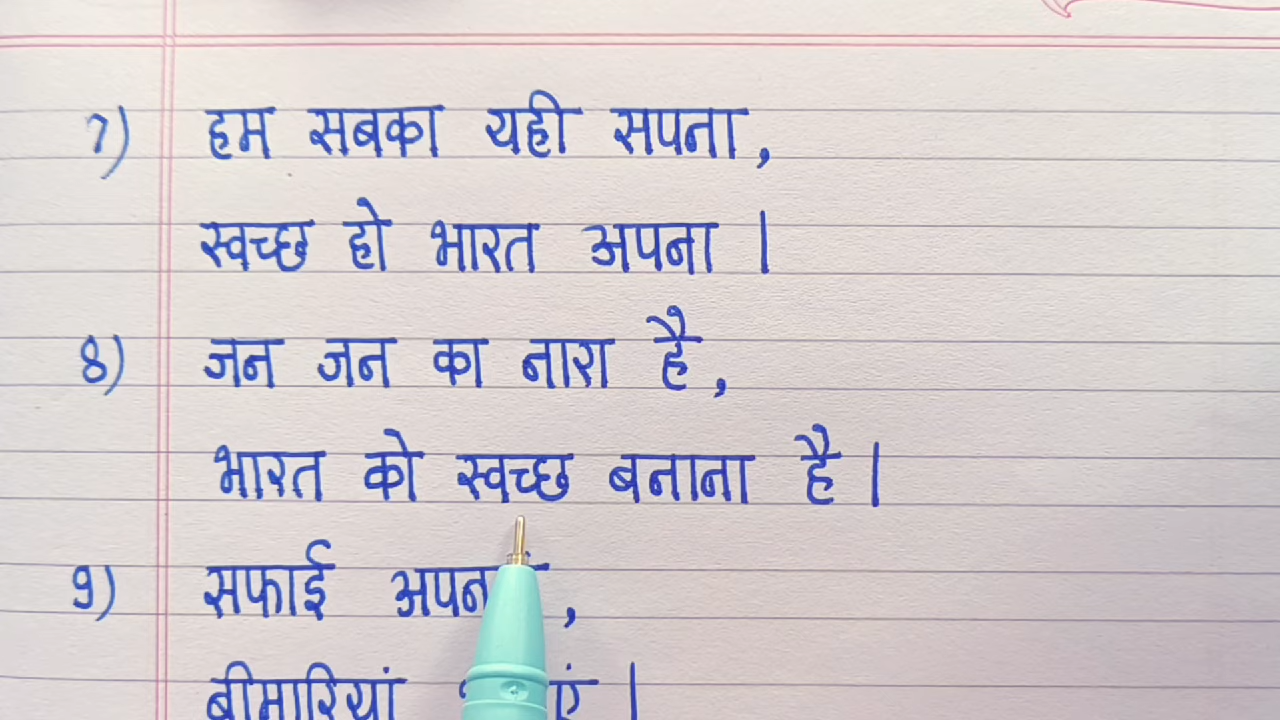 7) हम सबका यही सपना,
स्वच्छ हो भारत अपना।
8) जन जन का नारा है,
भारत को स्वच्छ बनाना है।
9) सफाई
बीमारियां